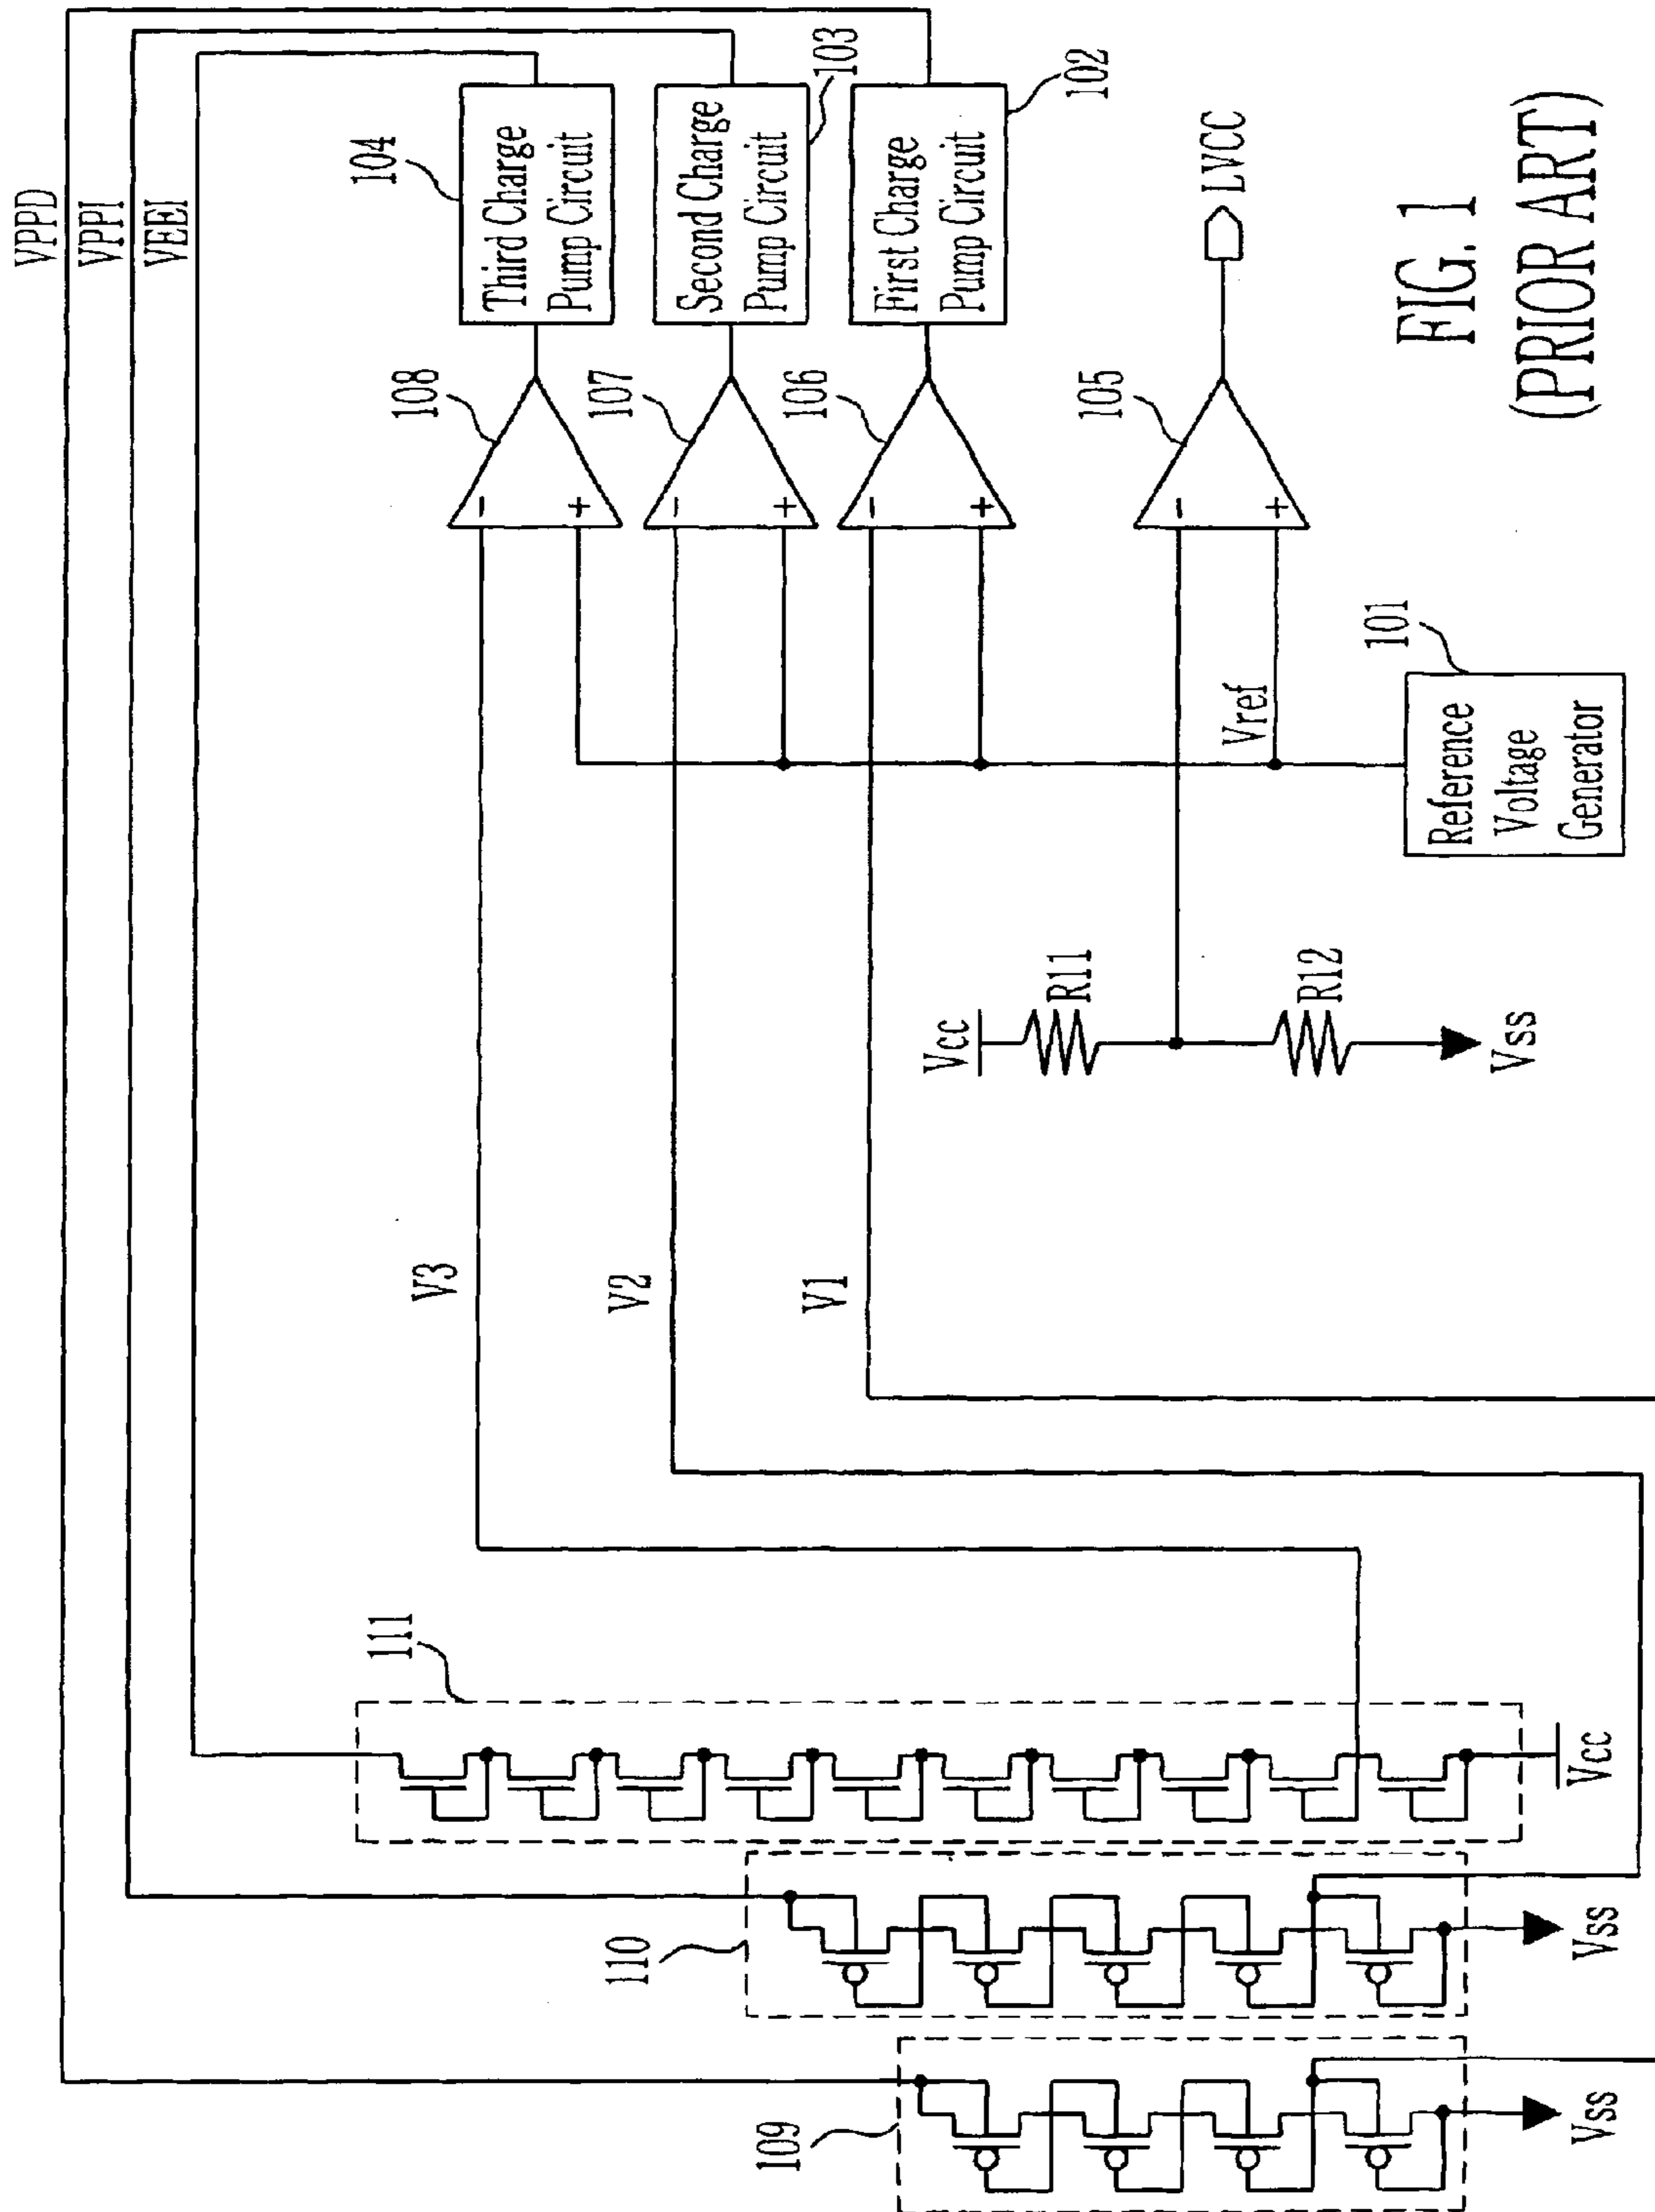 VPPD
VPPI
VEEI
104
Third Charge
Pump Circuit
103
Second Charge
Pump Circuit
102
First Charge
Pump Circuit
108
-
+
107
-
+
106
-
+
105
-
+
LVCC
Vref
101
Reference
Voltage
Generator
V3
V2
V1
Vcc
R11
R12
Vss
111
Vcc
110
Vss
109
Vss
FIG. 1
(PRIOR ART)